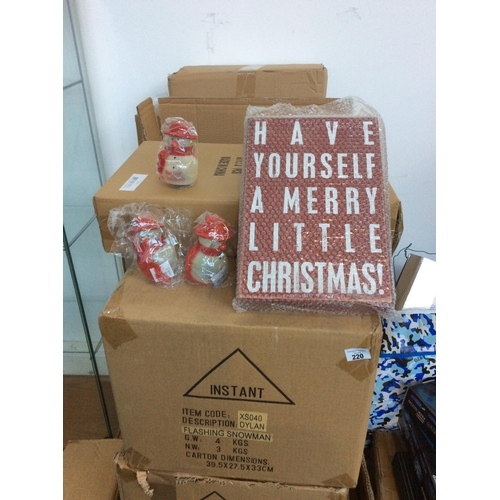 HAVE
YOURSELF
A MERRY
LITTLE
CHRISTMAS!
220
INSTANT
ITEM CODE: XS040
DESCRIPTION: DYLAN
FLASHING SNOWMAN
G.W: 4 KGS
N.W: 3 KGS
CARTON DIMENSIONS:
39.5X27.5X33CM